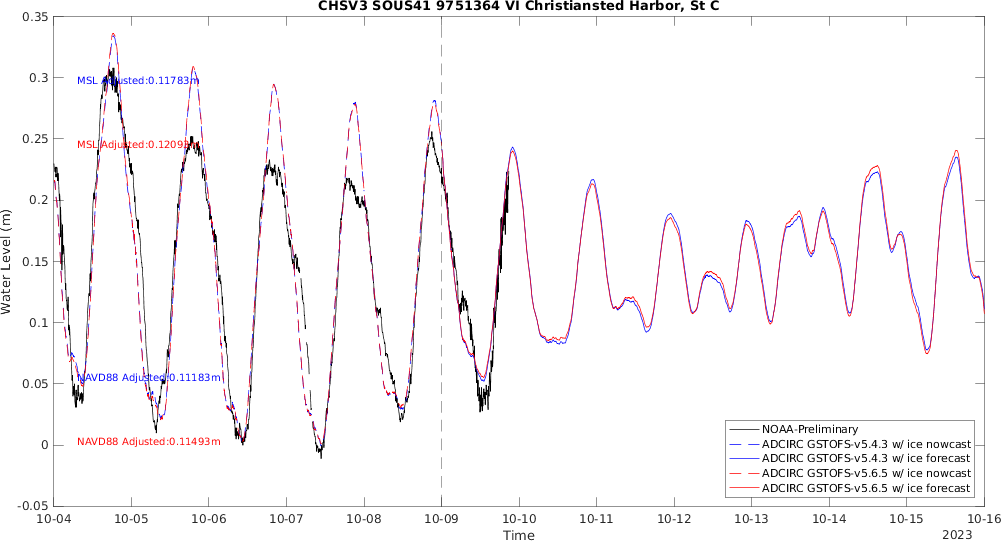 CHSV3 SOUS41 9751364 VI Christiansted Harbor, St C
0.35
0.3
0.25
0.2
0.15
0.1
0.05
0
-0.05
Water Level (m)
MSL Adjusted:0.11783m
MSL Adjusted:0.12093m
NAVD88 Adjusted:0.11183m
NAVD88 Adjusted:0.11493m
NOAA-Preliminary
ADCIRC GSTOFS-v5.4.3 w/ ice nowcast
ADCIRC GSTOFS-v5.4.3 w/ ice forecast
ADCIRC GSTOFS-v5.6.5 w/ ice nowcast
ADCIRC GSTOFS-v5.6.5 w/ ice forecast
10-04 10-05 10-06 10-07 10-08 10-09 10-10 10-11 10-12 10-13 10-14 10-15 10-16
Time
2023